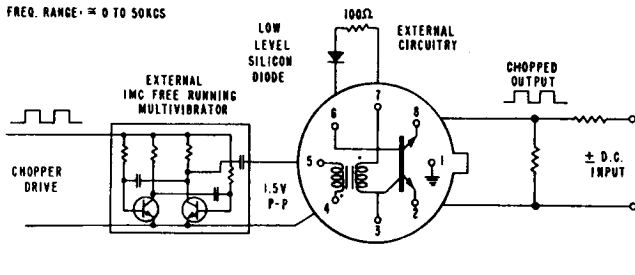 FREQ. RANGE· ≅ 0 TO 50KCS
LOW
LEVEL
SILICON
DIODE
100Ω
EXTERNAL
CIRCUITRY
EXTERNAL
1MC FREE RUNNING
MULTIVIBRATOR
CHOPPED
OUTPUT
CHOPPER
DRIVE
1.5V
P-P
± D.C.
INPUT
6
7
8
5
1
4
3
2